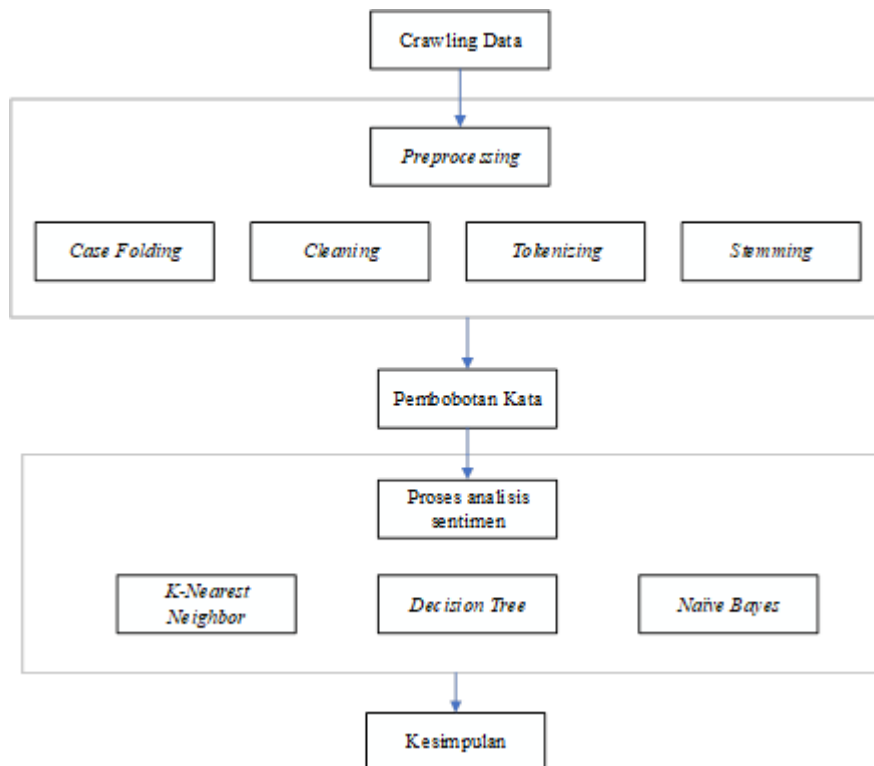 Crawling Data
Preprocessing
Case Folding
Cleaning
Tokenizing
Stemming
Pembobotan Kata
Proses analisis
sentimen
K-Nearest
Neighbor
Decision Tree
Naïve Bayes
Kesimpulan